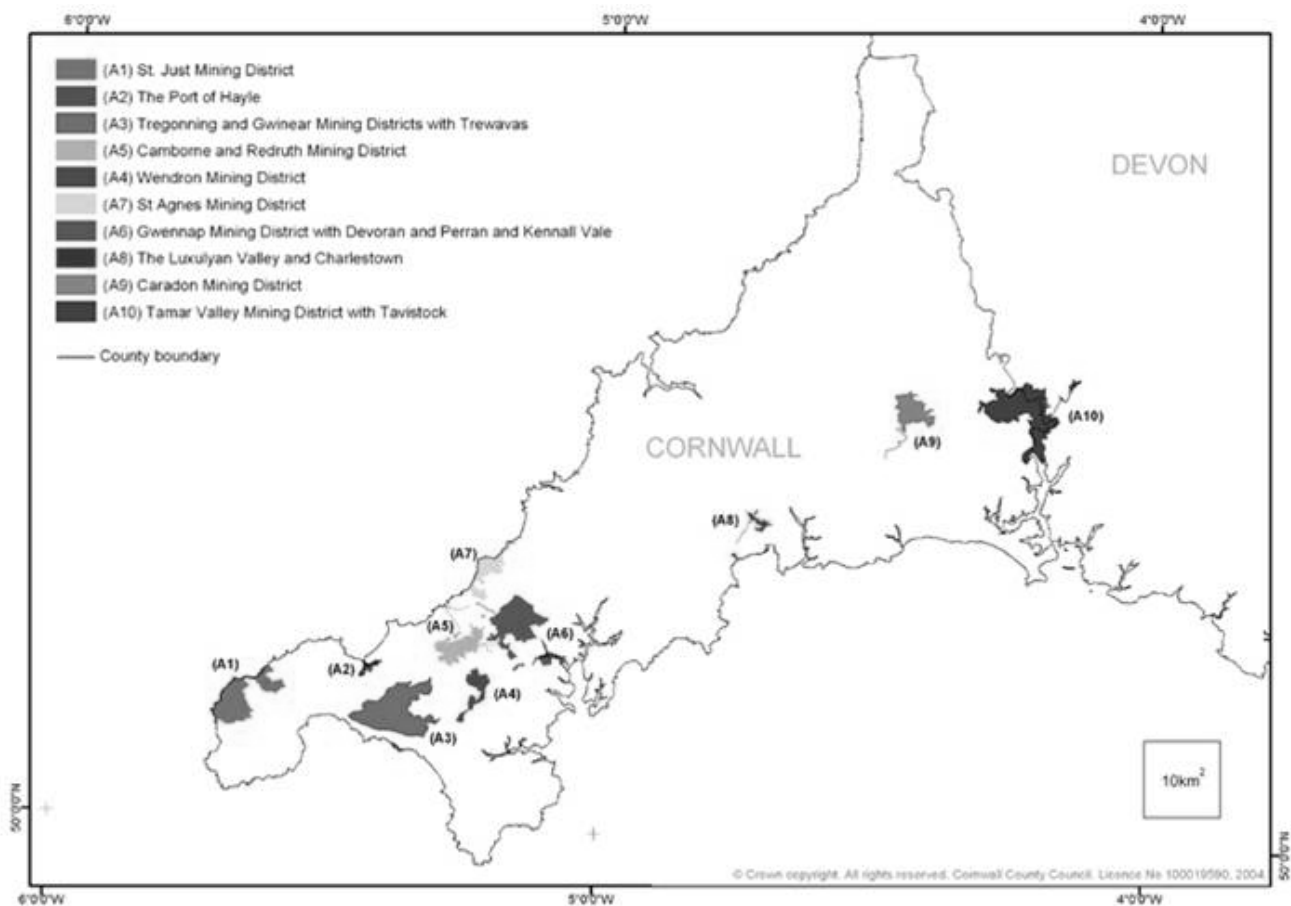 6°0'0"W 5°0'0"W 4°0'0"W
(A1) St. Just Mining District
(A2) The Port of Hayle
(A3) Tregonning and Gwinear Mining Districts with Trewavas
(A5) Camborne and Redruth Mining District
(A4) Wendron Mining District
(A7) St Agnes Mining District
(A6) Gwennap Mining District with Devoran and Perran and Kennall Vale
(A8) The Luxulyan Valley and Charlestown
(A9) Caradon Mining District
(A10) Tamar Valley Mining District with Tavistock
County boundary
DEVON
CORNWALL
(A10)
(A9)
(A8)
(A7)
(A5)
(A6)
(A1)
(A2)
(A4)
(A3)
10km²
50°0'0"N
50°0'0"N
© Crown copyright. All rights reserved. Cornwall County Council. Licence No 100019590, 2004
6°0'0"W 5°0'0"W 4°0'0"W